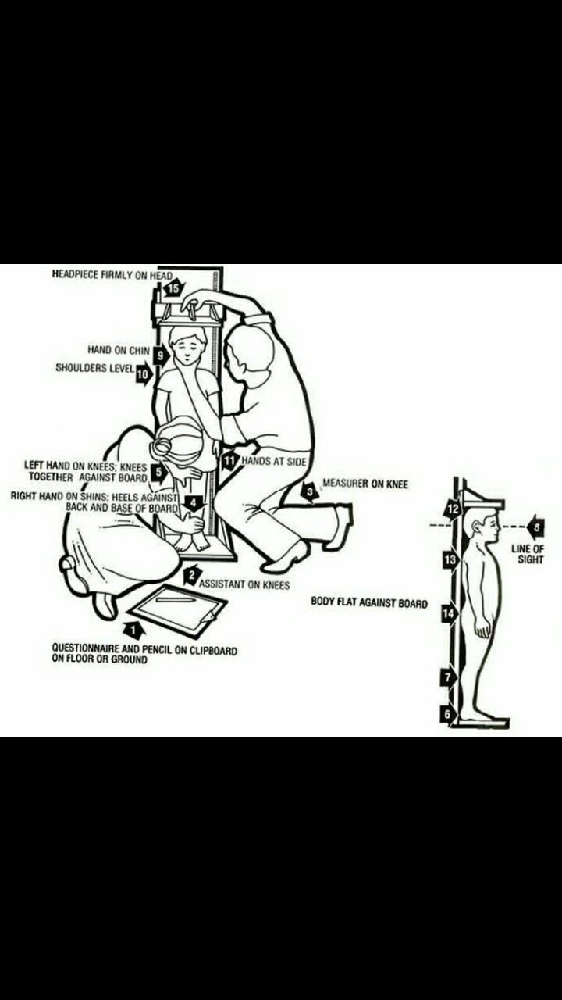 HEADPIECE FIRMLY ON HEAD
15
HAND ON CHIN 9
SHOULDERS LEVEL 10
11 HANDS AT SIDE
LEFT HAND ON KNEES; KNEES
TOGETHER AGAINST BOARD 5
RIGHT HAND ON SHINS; HEELS AGAINST
BACK AND BASE OF BOARD 4
3 MEASURER ON KNEE
2 ASSISTANT ON KNEES
1
QUESTIONNAIRE AND PENCIL ON CLIPBOARD
ON FLOOR OR GROUND
12
8
LINE OF
SIGHT
13
BODY FLAT AGAINST BOARD
14
7
6